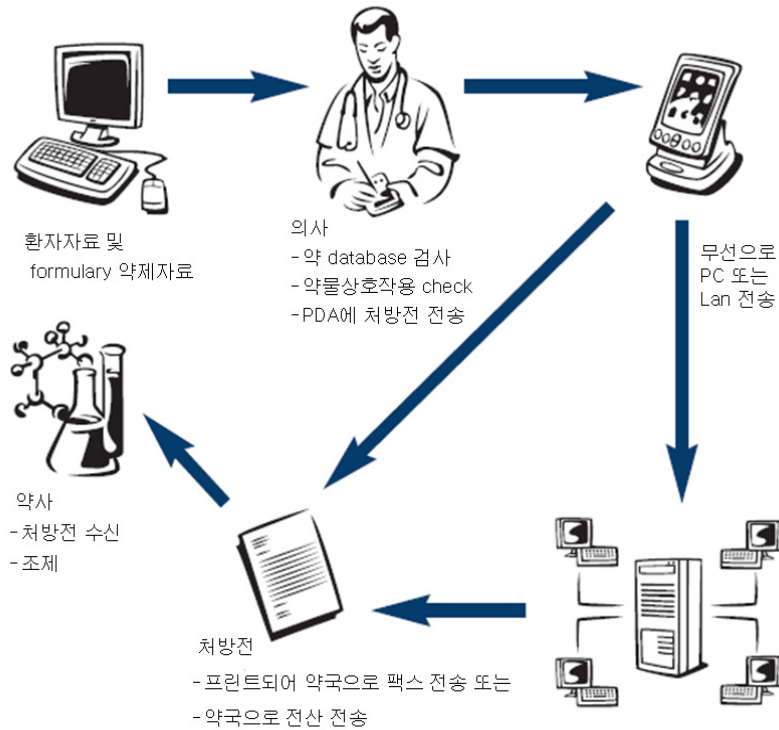 환자자료 및
formulary 약제자료
의사
-약 database 검사
-약물상호작용 check
-PDA에 처방전 전송
무선으로
PC 또는
Lan 전송
약사
-처방전 수신
-조제
처방전
-프린트되어 약국으로 팩스 전송 또는
-약국으로 전산 전송